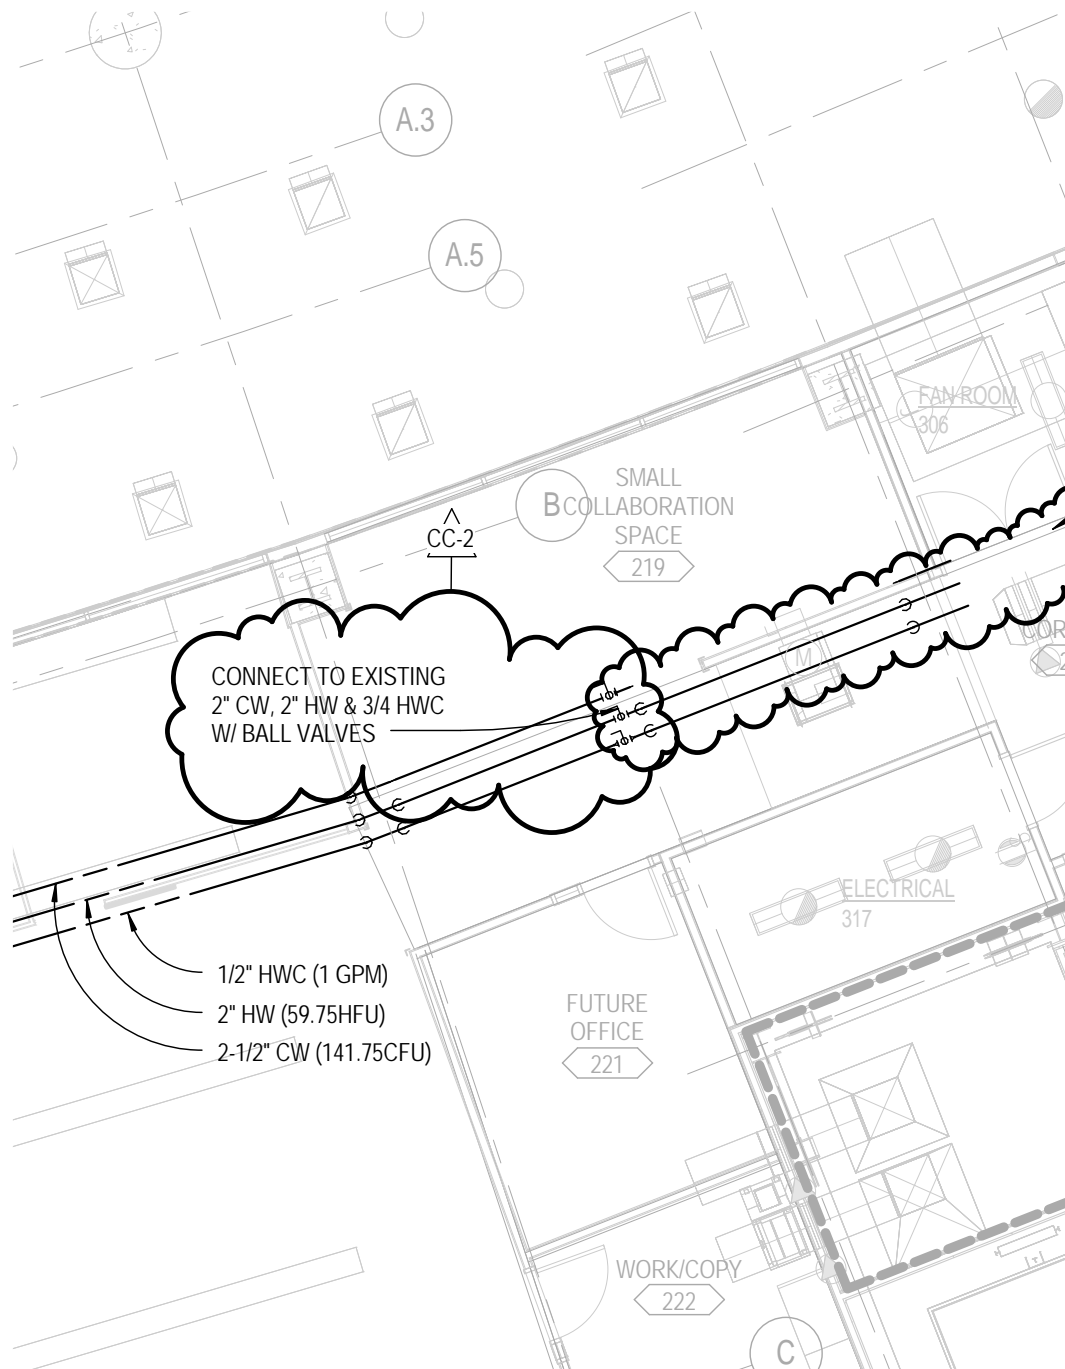 A.3
A.5
FAN ROOM
306
B
SMALL
COLLABORATION
SPACE
219
CC-2
CONNECT TO EXISTING
2" CW, 2" HW & 3/4 HWC
W/ BALL VALVES
M
COR
2
ELECTRICAL
317
1/2" HWC (1 GPM)
2" HW (59.75HFU)
2-1/2" CW (141.75CFU)
FUTURE
OFFICE
221
WORK/COPY
222
T
C